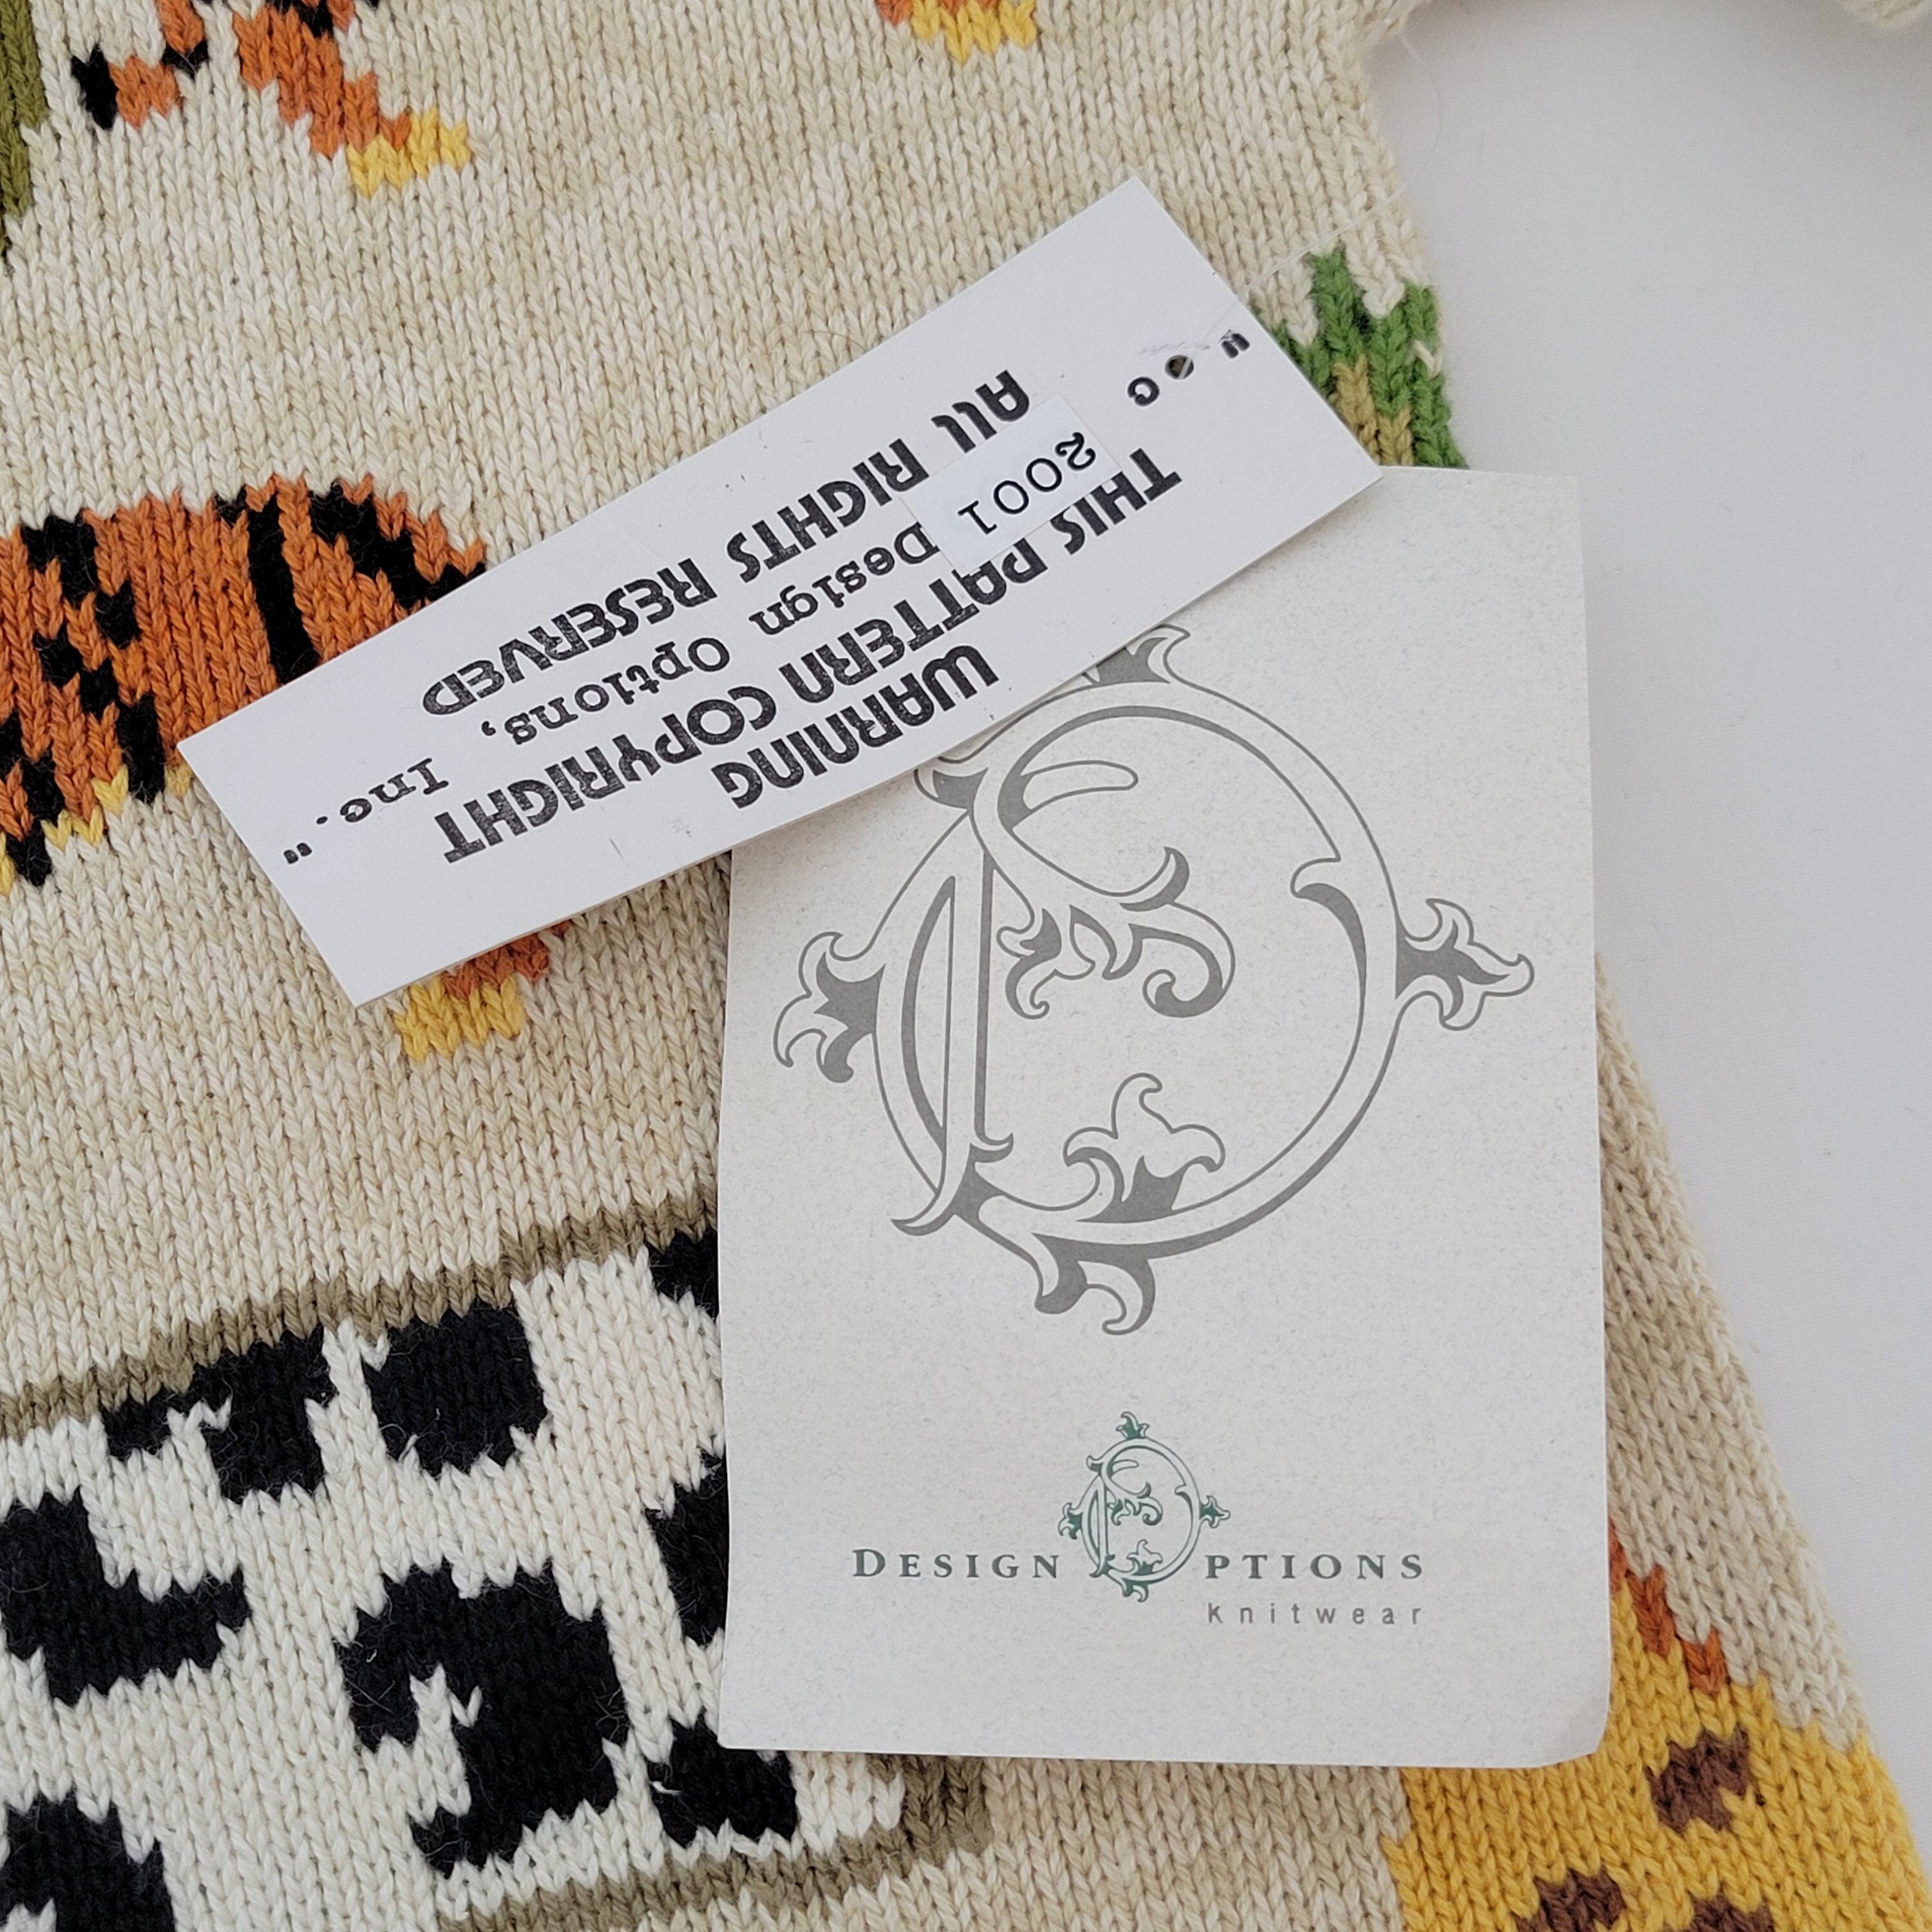 WARNING
THIS PATTERN COPYRIGHT
"©2001 Design Options, Inc."
ALL RIGHTS RESERVED
DESIGN OPTIONS
knitwear